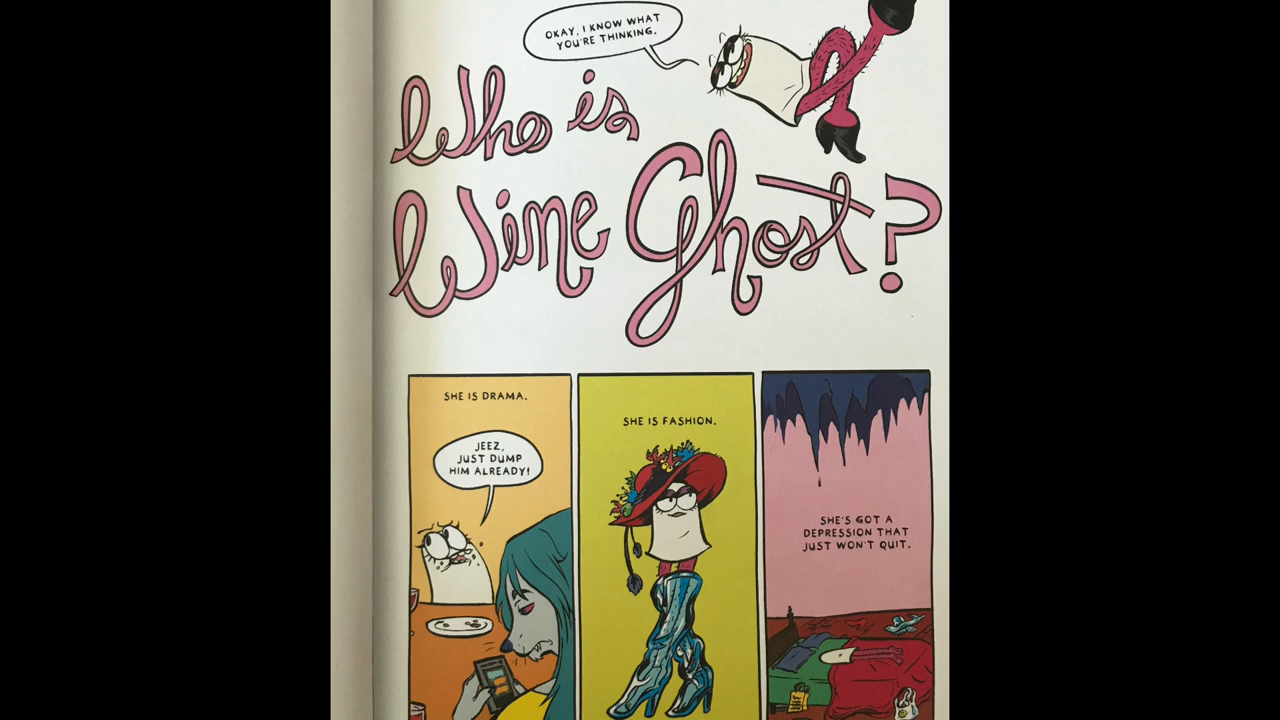 OKAY, I KNOW WHAT
YOU'RE THINKING.
Who is
Wine Ghost?
SHE IS DRAMA.
JEEZ,
JUST DUMP
HIM ALREADY!
SHE IS FASHION.
SHE'S GOT A
DEPRESSION THAT
JUST WON'T QUIT.